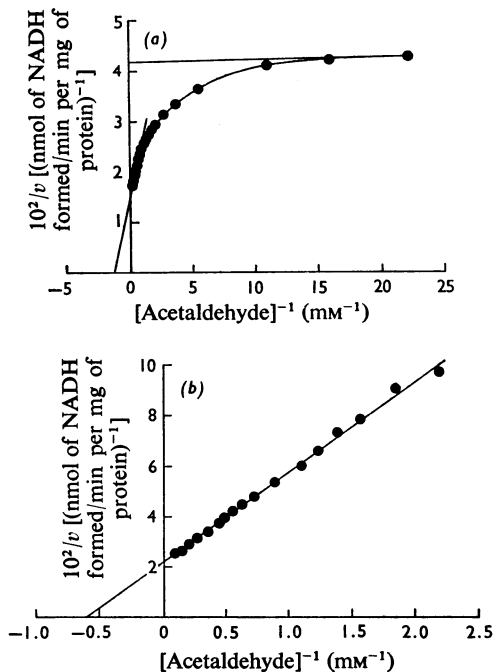 (a)
10²/v [(nmol of NADH
formed/min per mg of
protein)⁻¹]
5
4
3
2
1
−5 0 5 10 15 20 25
[Acetaldehyde]⁻¹ (mM⁻¹)
(b)
10²/v [(nmol of NADH
formed/min per mg of
protein)⁻¹]
10
8
6
4
2
−1.0 −0.5 0 0.5 1.0 1.5 2.0 2.5
[Acetaldehyde]⁻¹ (mM⁻¹)